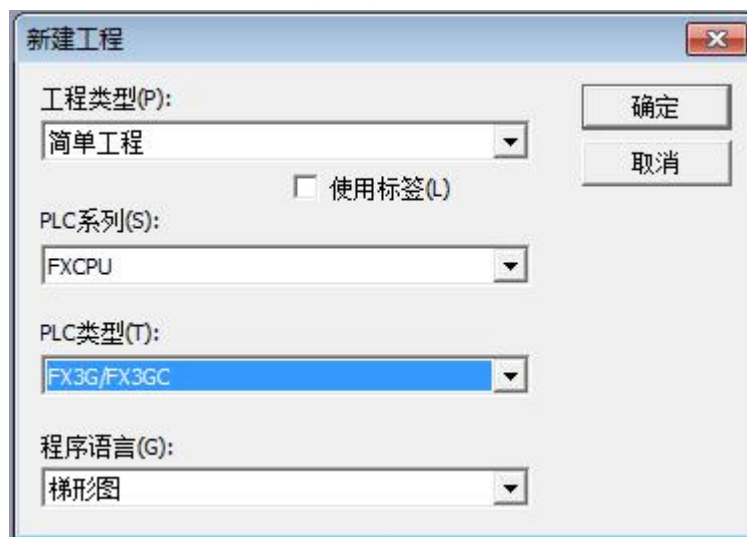 新建工程
工程类型(P):
简单工程
确定
使用标签(L)
取消
PLC系列(S):
FXCPU
PLC类型(T):
FX3G/FX3GC
程序语言(G):
梯形图